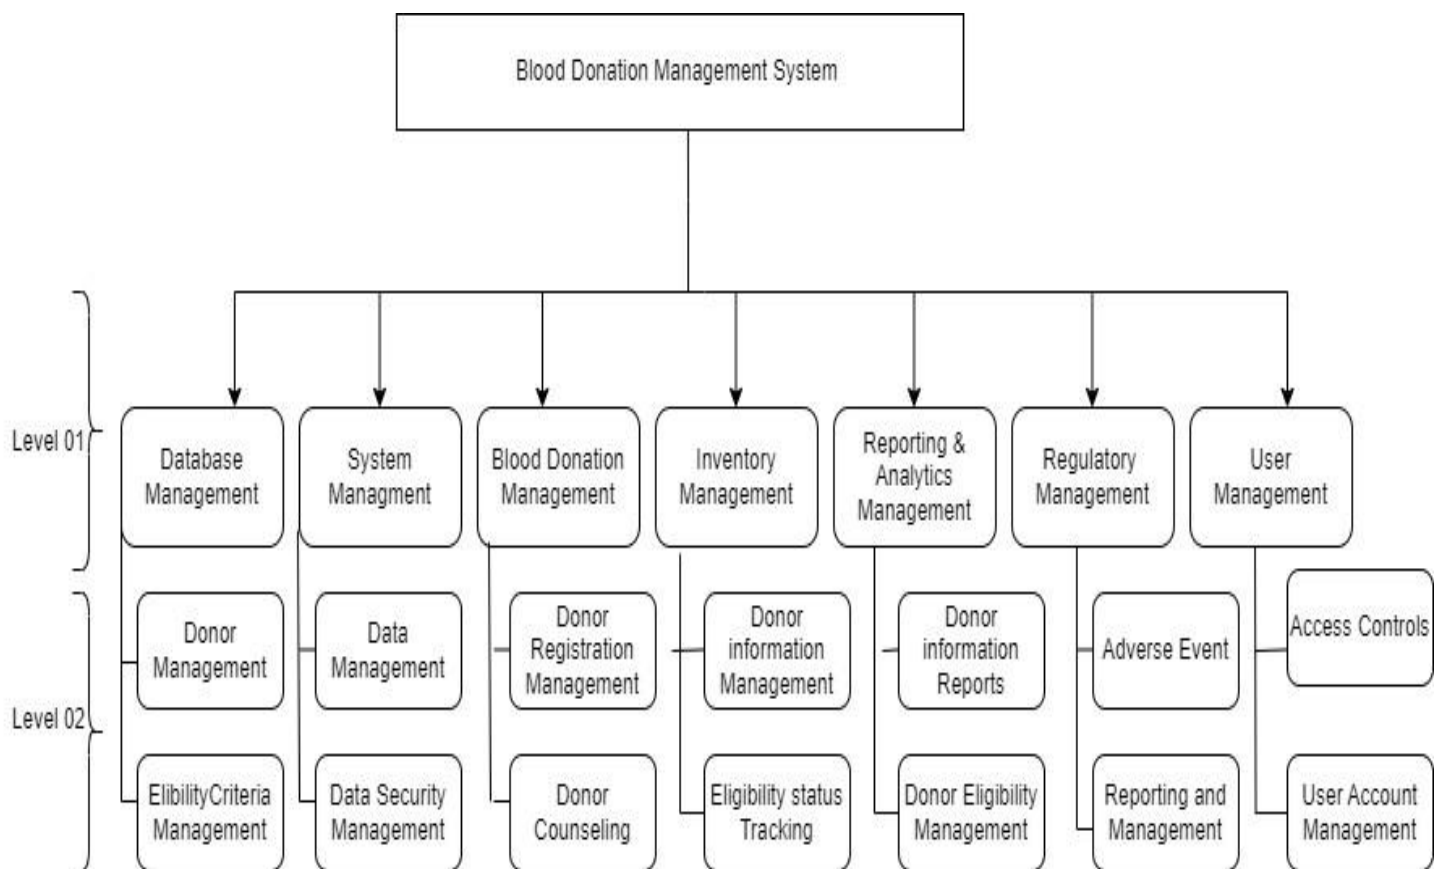 Blood Donation Management System
Level 01
Database
Management
System
Managment
Blood Donation
Management
Inventory
Management
Reporting &
Analytics
Management
Regulatory
Management
User
Management
Level 02
Donor
Management
Data
Management
Donor
Registration
Management
Donor
information
Management
Donor
information
Reports
Adverse Event
Access Controls
ElibilityCriteria
Management
Data Security
Management
Donor
Counseling
Eligibility status
Tracking
Donor Eligibility
Management
Reporting and
Management
User Account
Management